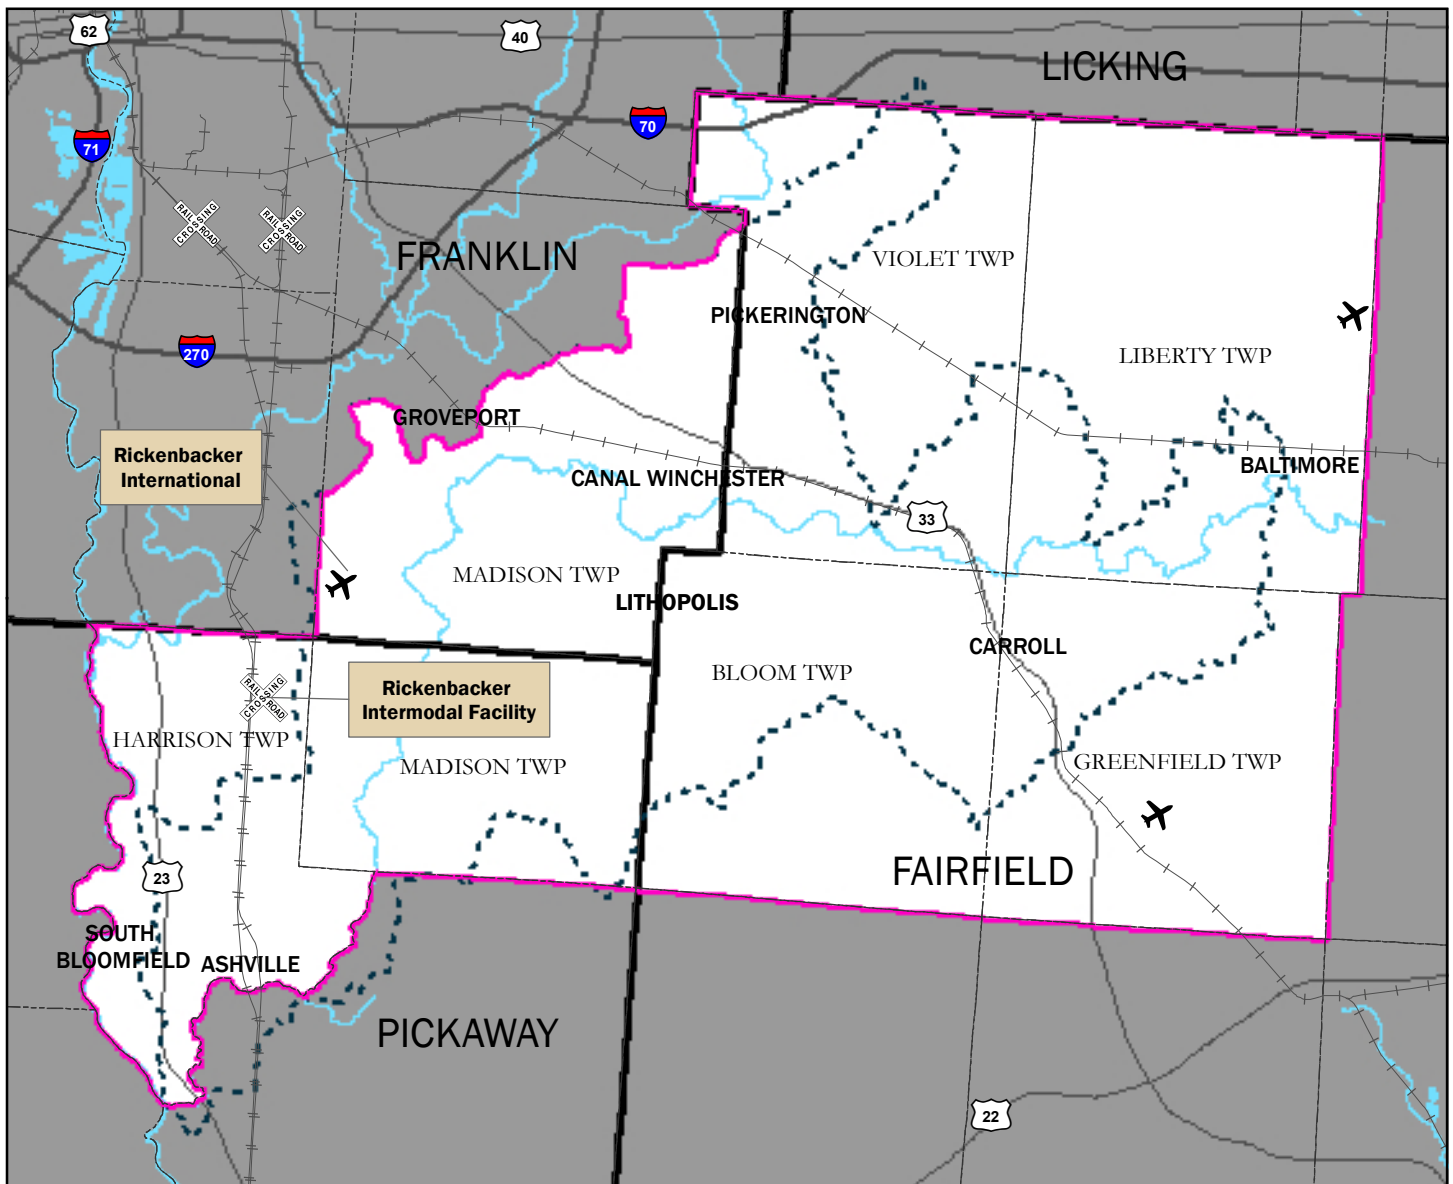 62
40
LICKING
70
71
RAILROAD CROSSING
RAILROAD CROSSING
FRANKLIN
VIOLET TWP
PICKERINGTON
270
LIBERTY TWP
GROVEPORT
Rickenbacker
International
CANAL WINCHESTER
BALTIMORE
33
MADISON TWP
LITHOPOLIS
CARROLL
BLOOM TWP
RAILROAD CROSSING
Rickenbacker
Intermodal Facility
HARRISON TWP
MADISON TWP
GREENFIELD TWP
23
FAIRFIELD
SOUTH
BLOOMFIELD
ASHVILLE
PICKAWAY
22